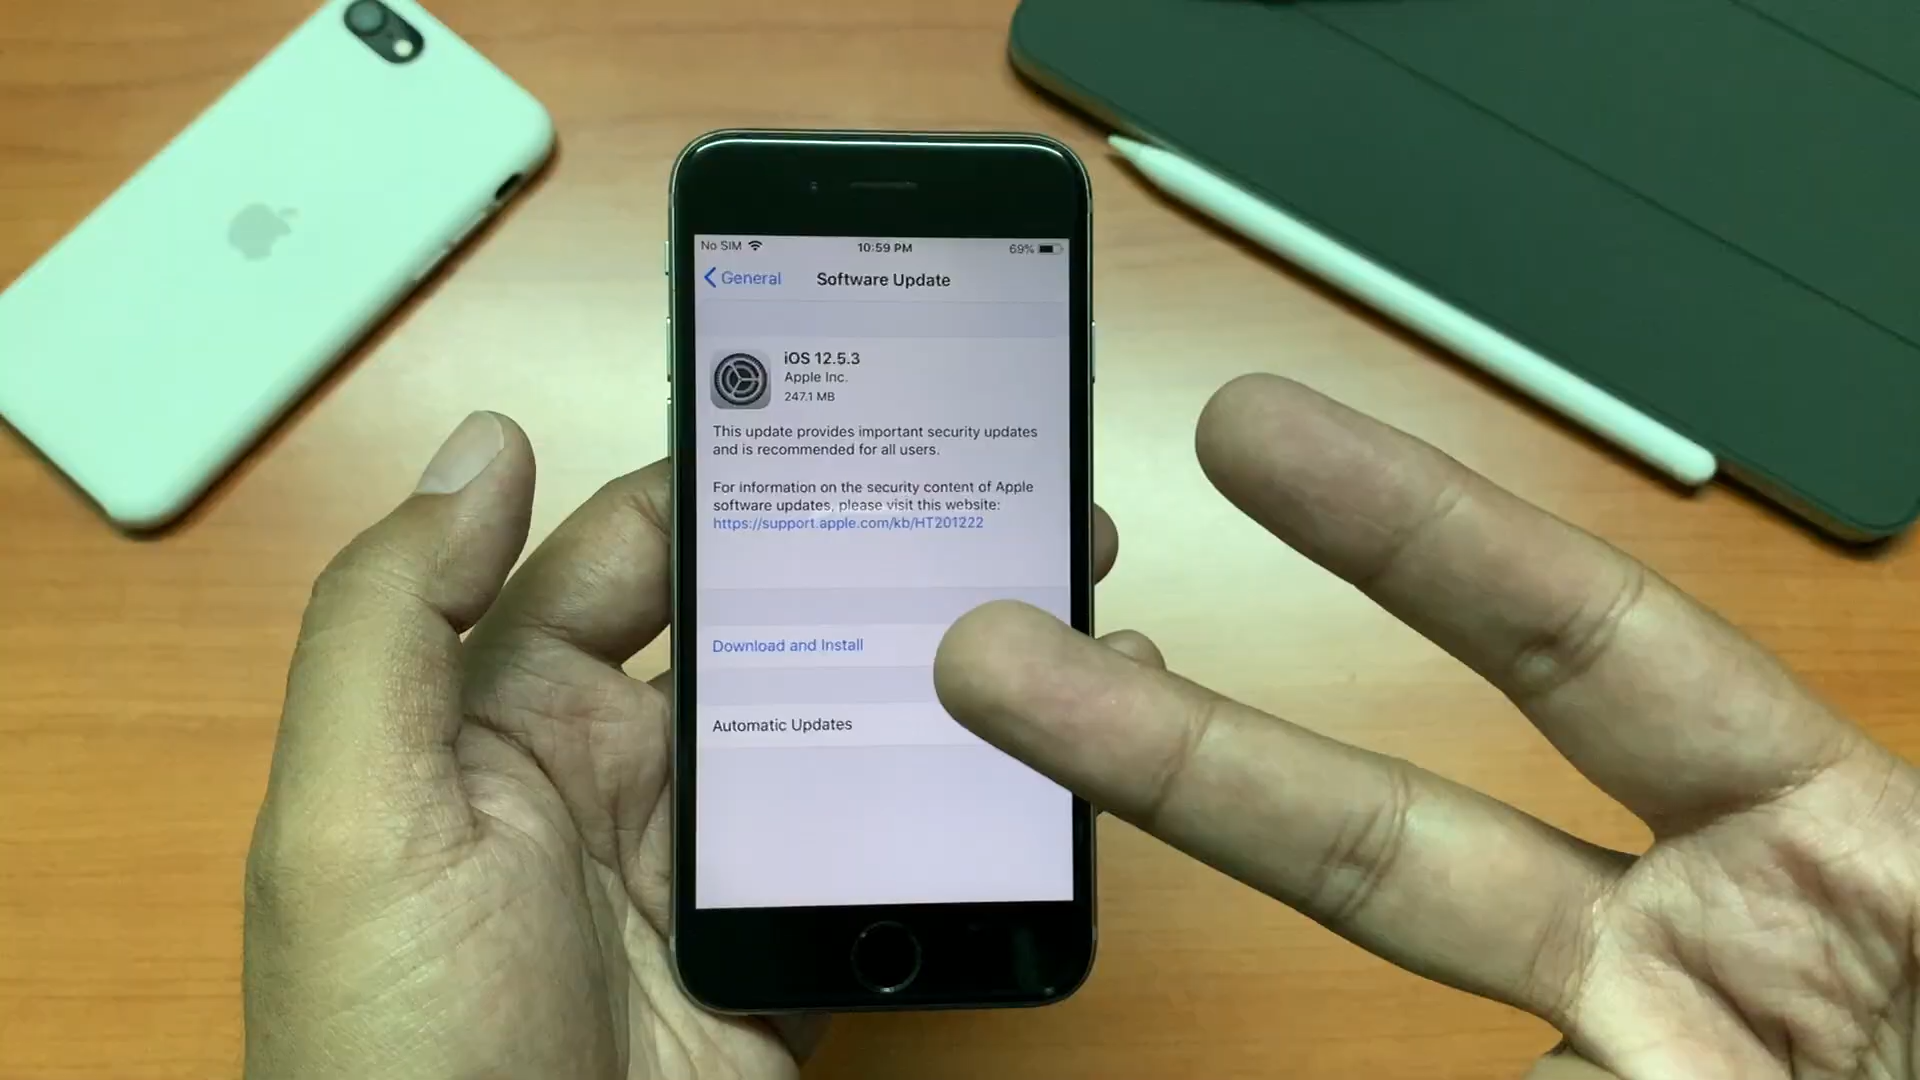 No SIM 10:59 PM 69%
General Software Update
iOS 12.5.3
Apple Inc.
247.1 MB
This update provides important security updates
and is recommended for all users.
For information on the security content of Apple
software updates, please visit this website:
https://support.apple.com/kb/HT201222
Download and Install
Automatic Updates